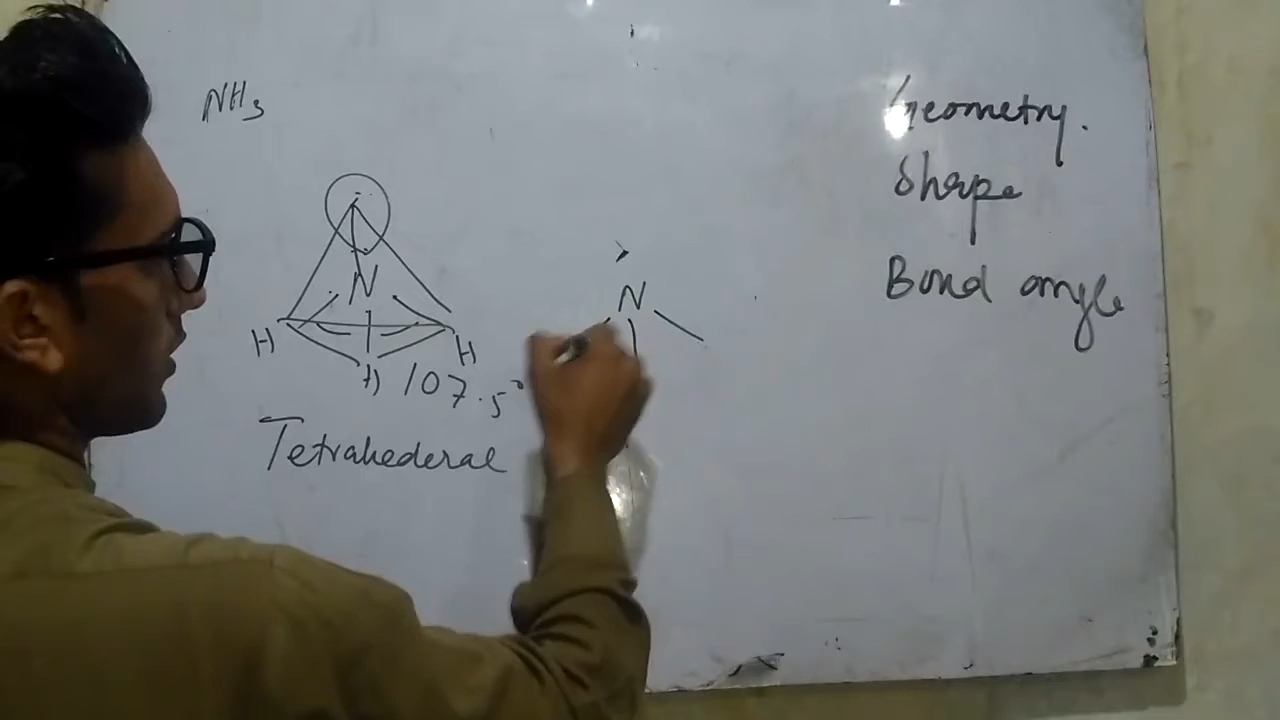 NH3
Geometry.
Shape
Bond angle
N
N
H
H
H
107.5°
Tetrahederal